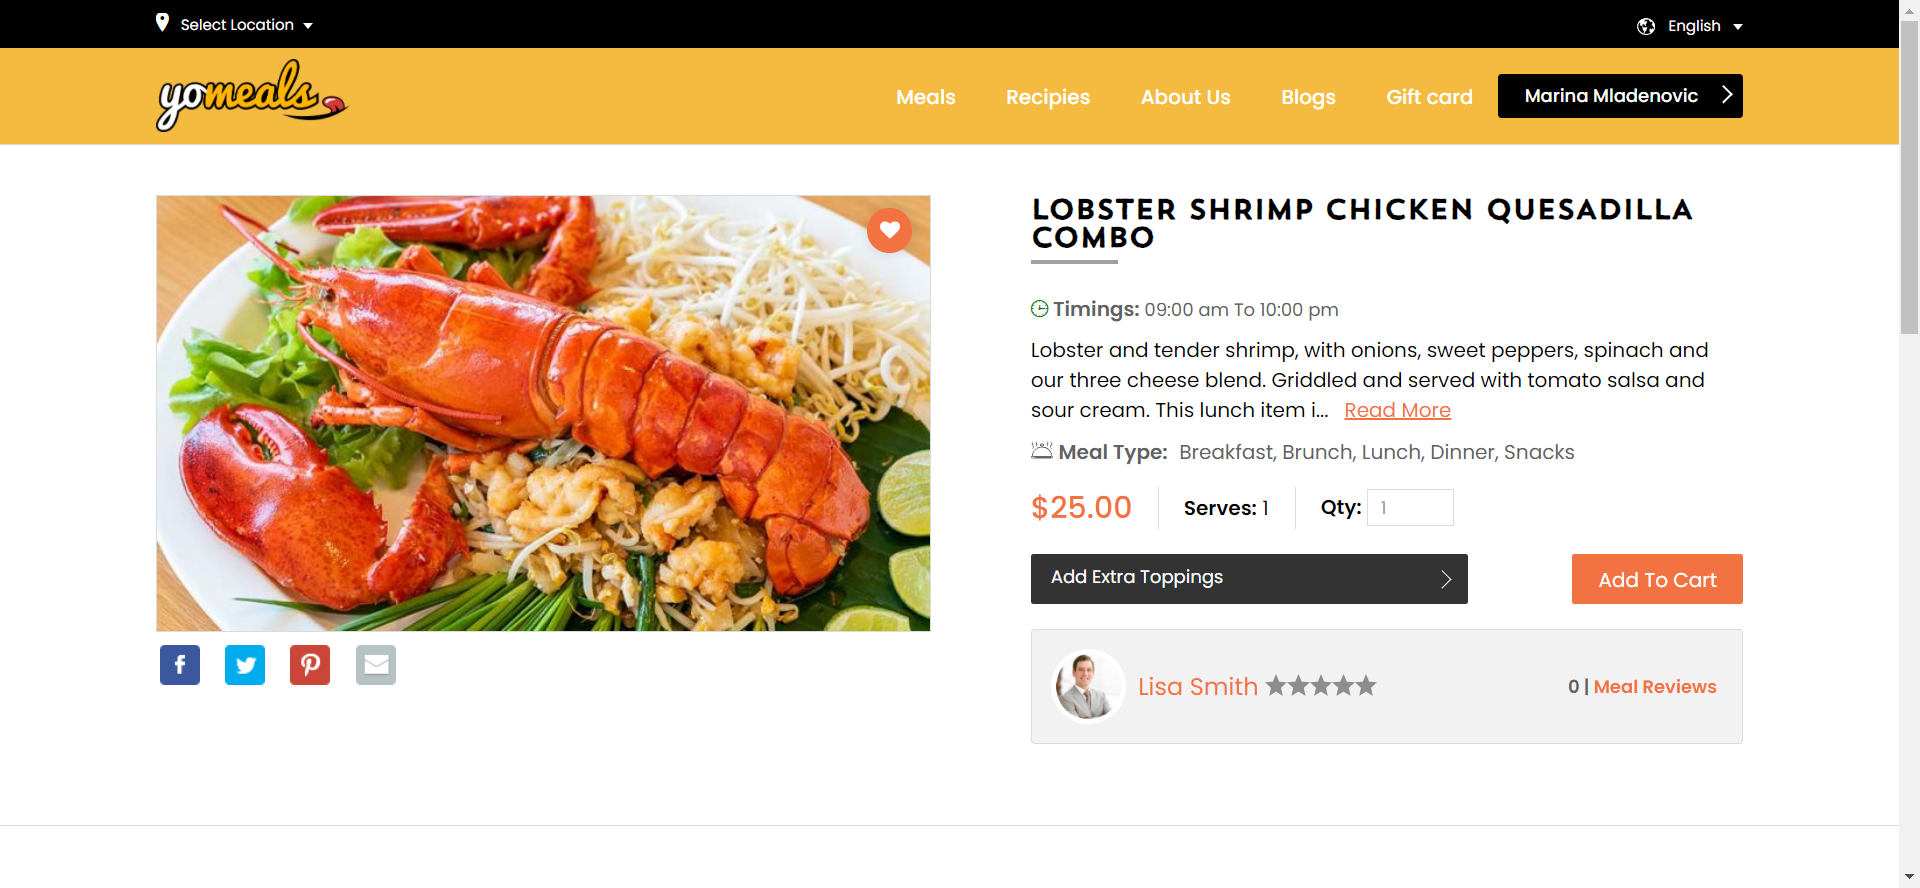 Select Location
English
yomeals
Meals
Recipies
About Us
Blogs
Gift card
Marina Mladenovic
LOBSTER SHRIMP CHICKEN QUESADILLA
COMBO
Timings: 09:00 am To 10:00 pm
Lobster and tender shrimp, with onions, sweet peppers, spinach and
our three cheese blend. Griddled and served with tomato salsa and
sour cream. This lunch item i... Read More
Meal Type: Breakfast, Brunch, Lunch, Dinner, Snacks
$25.00
Serves: 1
Qty: 1
Add Extra Toppings
Add To Cart
Lisa Smith
0 | Meal Reviews